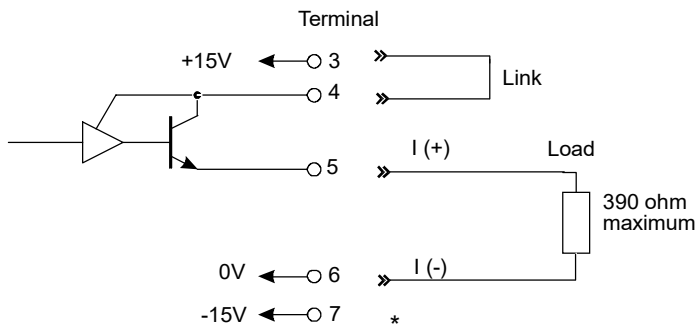 Terminal
+15V 3
4
Link
5
I (+)
Load
390 ohm
maximum
0V 6
I (-)
-15V 7
*